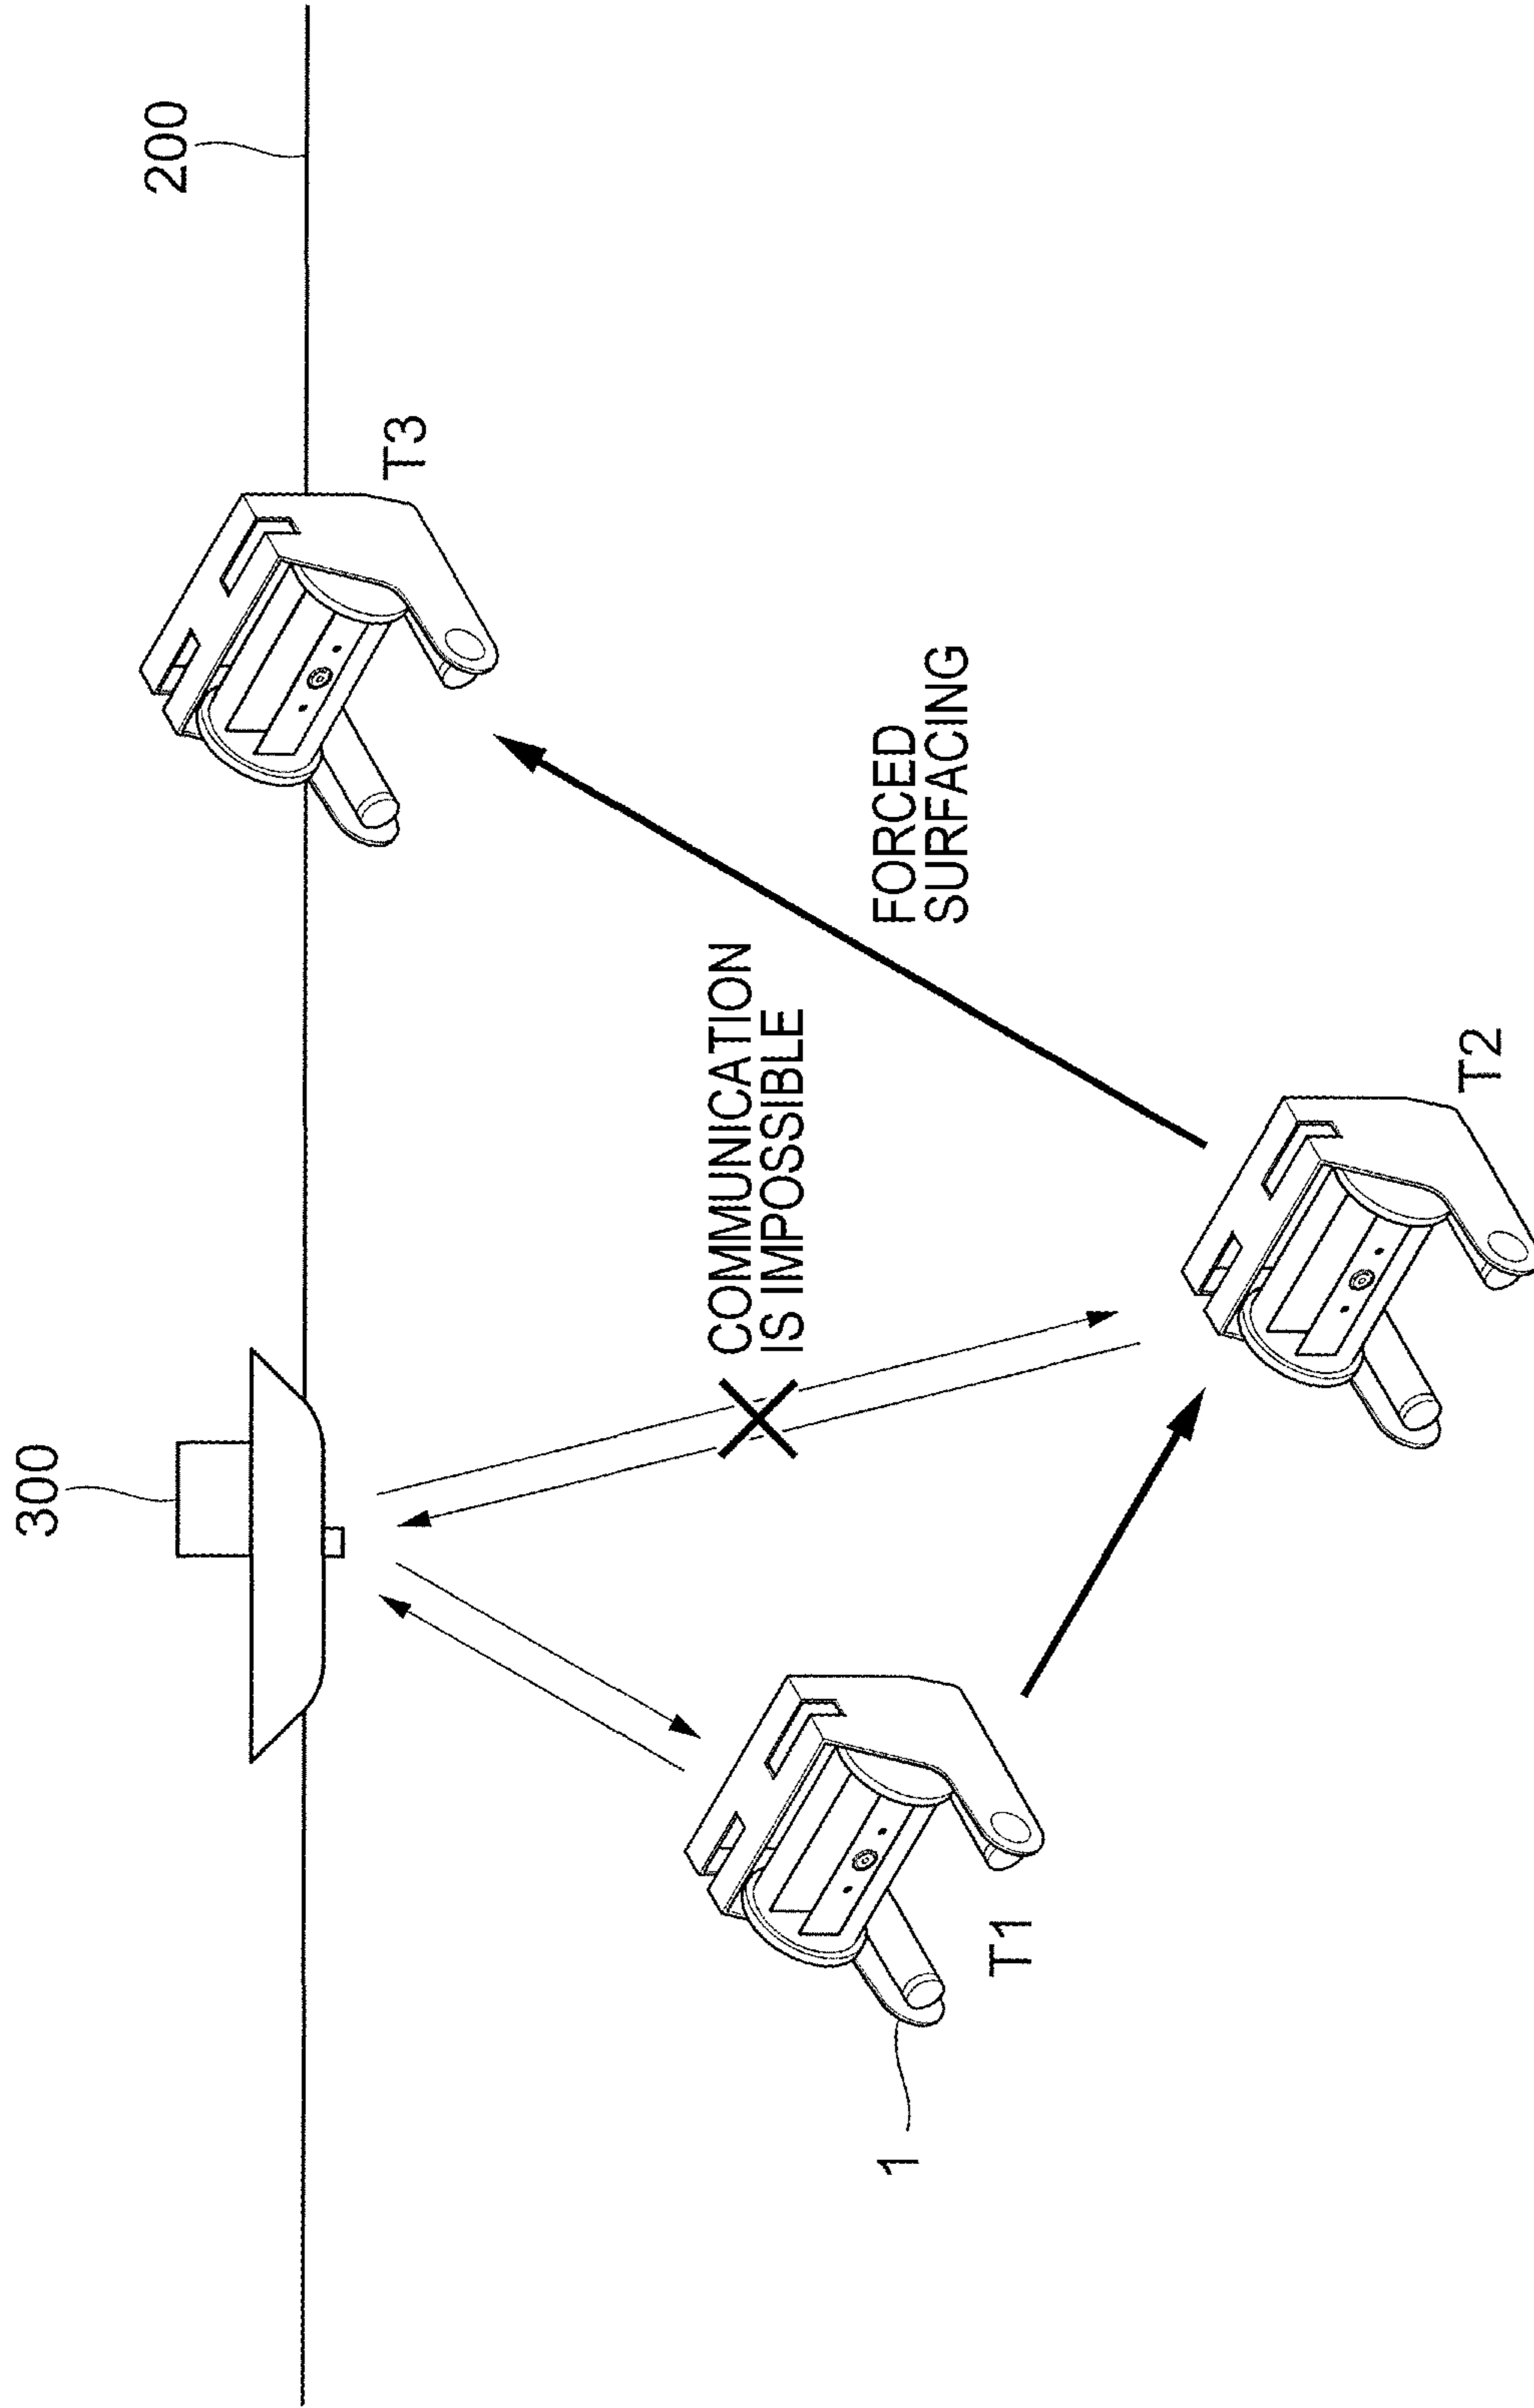 300
200
T3
COMMUNICATION
IS IMPOSSIBLE
FORCED
SURFACING
1
T1
T2